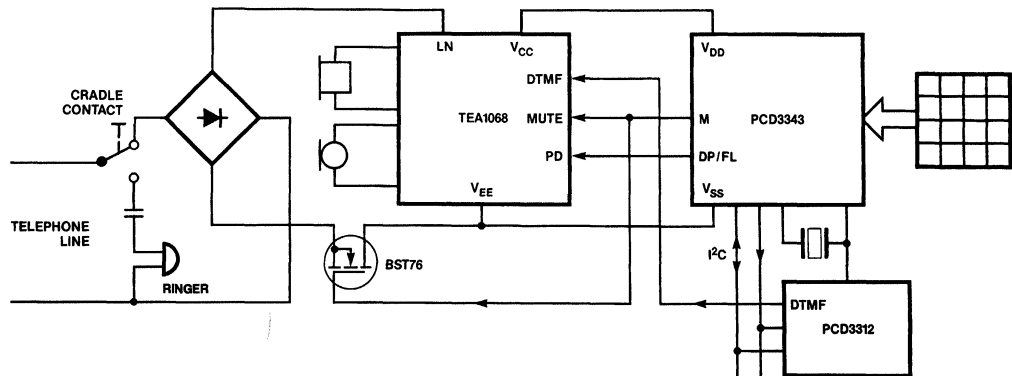 LN
VCC
VDD
DTMF
CRADLE
CONTACT
TEA1068
MUTE
M
PCD3343
PD
DP/FL
VEE
VSS
TELEPHONE
LINE
I²C
BST76
RINGER
DTMF
PCD3312